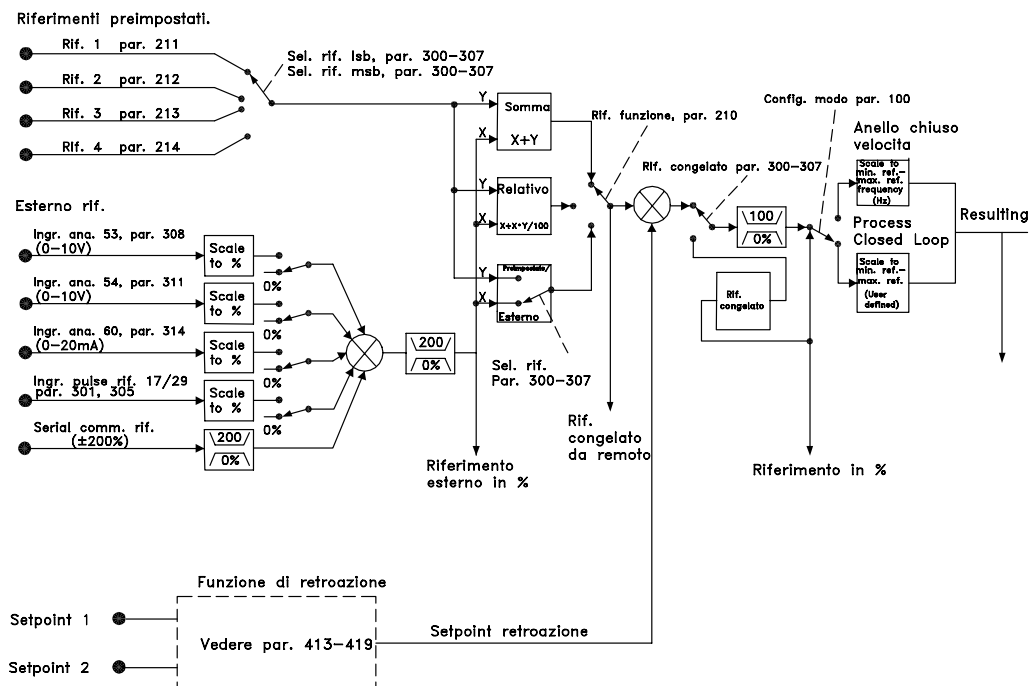 Riferimenti preimpostati.
Rif. 1 par. 211
Rif. 2 par. 212
Rif. 3 par. 213
Rif. 4 par. 214
Sel. rif. lsb, par. 300-307
Sel. rif. msb, par. 300-307
Esterno rif.
Ingr. ana. 53, par. 308
(0-10V)
Scale
to %
0%
Ingr. ana. 54, par. 311
(0-10V)
Scale
to %
0%
Ingr. ana. 60, par. 314
(0-20mA)
Scale
to %
0%
Ingr. pulse rif. 17/29
par. 301, 305
Scale
to %
0%
Serial comm. rif.
(±200%)
200
0%
200
0%
Riferimento
esterno in %
Y
Somma
X
X+Y
Y
Relativo
X
X+X*Y/100
Y
Preimpostato/
X
Esterno
Sel. rif.
Par. 300-307
Rif. funzione, par. 210
Rif.
congelato
da remoto
Rif. congelato par. 300-307
100
0%
Rif.
congelato
Riferimento in %
Config. modo par. 100
Anello chiuso
velocita
Scale to
min. ref.-
max. ref.
frequency
(Hz)
Process
Closed Loop
Scale to
min. ref.-
max. ref.
(User
defined)
Resulting
Funzione di retroazione
Setpoint 1
Vedere par. 413-419
Setpoint retroazione
Setpoint 2